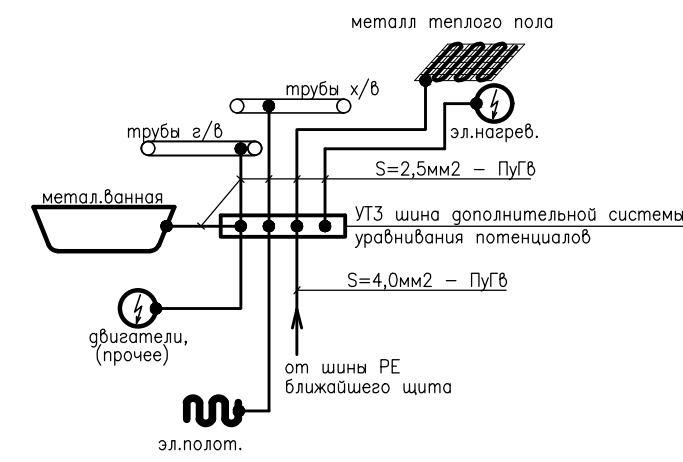 металл теплого пола
трубы х/в
трубы г/в
эл.нагрев.
S=2,5мм2 – ПуГв
метал.ванная
УТЗ шина дополнительной системы
уравнивания потенциалов
S=4,0мм2 – ПуГв
двигатели,
(прочее)
от шины PE
ближайшего щита
эл.полот.